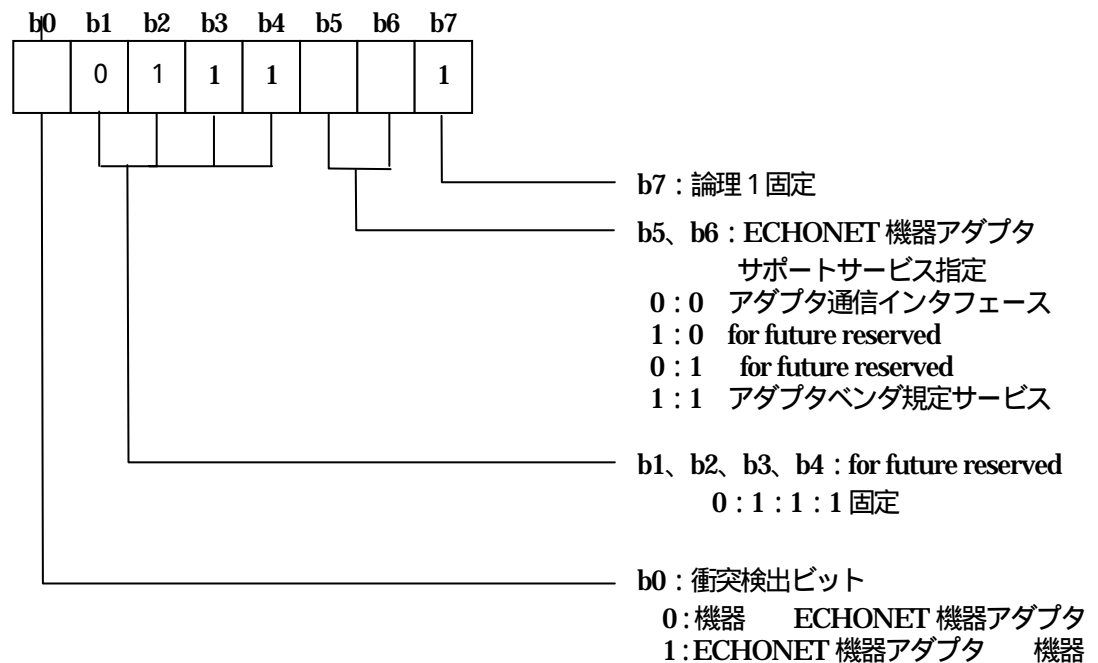 b0 b1 b2 b3 b4 b5 b6 b7
0 1 1 1 1
b7：論理1固定
b5、b6：ECHONET 機器アダプタ
サポートサービス指定
0：0 アダプタ通信インタフェース
1：0 for future reserved
0：1 for future reserved
1：1 アダプタベンダ規定サービス
b1、b2、b3、b4：for future reserved
0：1：1：1 固定
b0：衝突検出ビット
0：機器 ECHONET 機器アダプタ
1：ECHONET 機器アダプタ 機器